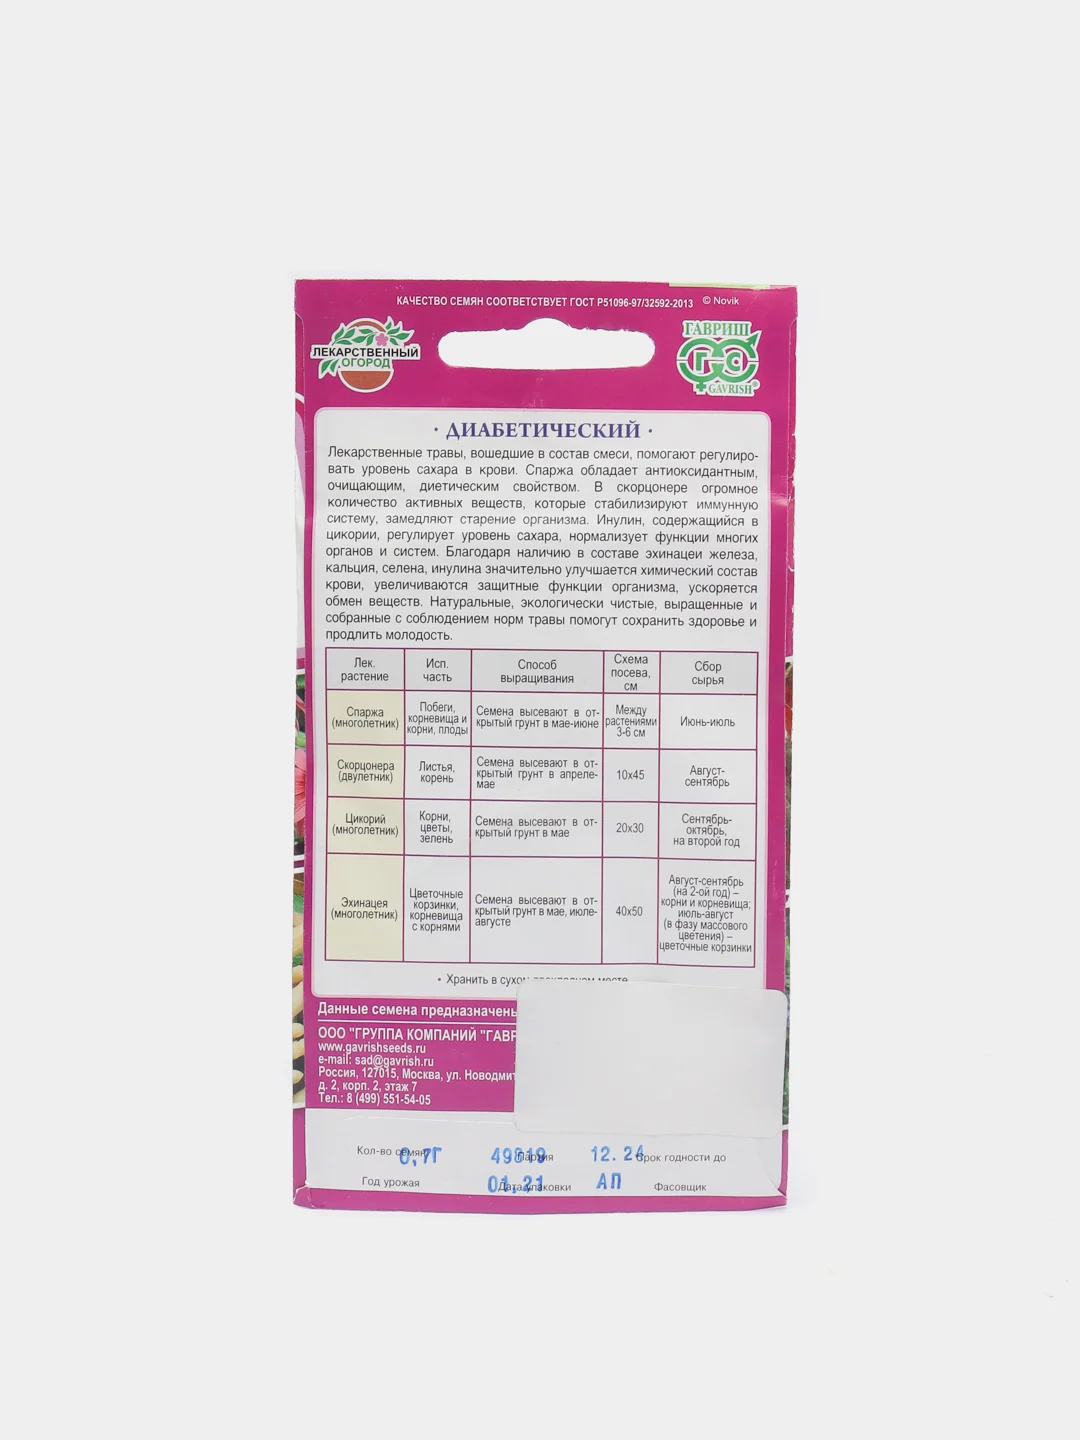 КАЧЕСТВО СЕМЯН СООТВЕТСТВУЕТ ГОСТ Р51096-97/32592-2013 © Novik
ЛЕКАРСТВЕННЫЙ
ОГОРОД
ГАВРИШ
ГС
GAVRISH®
· ДИАБЕТИЧЕСКИЙ ·
Лекарственные травы, вошедшие в состав смеси, помогают регулиро-
вать уровень сахара в крови. Спаржа обладает антиоксидантным,
очищающим, диетическим свойством. В скорцонере огромное
количество активных веществ, которые стабилизируют иммунную
систему, замедляют старение организма. Инулин, содержащийся в
цикории, регулирует уровень сахара, нормализует функции многих
органов и систем. Благодаря наличию в составе эхинацеи железа,
кальция, селена, инулина значительно улучшается химический состав
крови, увеличиваются защитные функции организма, ускоряется
обмен веществ. Натуральные, экологически чистые, выращенные и
собранные с соблюдением норм травы помогут сохранить здоровье и
продлить молодость.
Лек.
растение
Исп.
часть
Способ
выращивания
Схема
посева,
см
Сбор
сырья
Спаржа
(многолетник)
Побеги,
корневища и
корни, плоды
Семена высевают в от-
крытый грунт в мае-июне
Между
растениями
3-6 см
Июнь-июль
Скорцонера
(двулетник)
Листья,
корень
Семена высевают в от-
крытый грунт в апреле-
мае
10x45
Август-
сентябрь
Цикорий
(многолетник)
Корни,
цветы,
зелень
Семена высевают в от-
крытый грунт в мае
20x30
Сентябрь-
октябрь,
на второй год
Эхинацея
(многолетник)
Цветочные
корзинки,
корневища
с корнями
Семена высевают в от-
крытый грунт в мае, июле-
августе
40x50
Август-сентябрь
(на 2-ой год) –
корни и корневища;
июль-август
(в фазу массового
цветения) –
цветочные корзинки
• Хранить в сухом прохладном месте
Данные семена предназначены
ООО "ГРУППА КОМПАНИЙ "ГАВР
www.gavrishseeds.ru
e-mail: sad@gavrish.ru
Россия, 127015, Москва, ул. Новодмит
д. 2, корп. 2, этаж 7
Тел.: 8 (499) 551-54-05
Кол-во семян 0,7Г 49819 Партия 12.24 Срок годности до
Год урожая 01.21 Дата упаковки АП Фасовщик